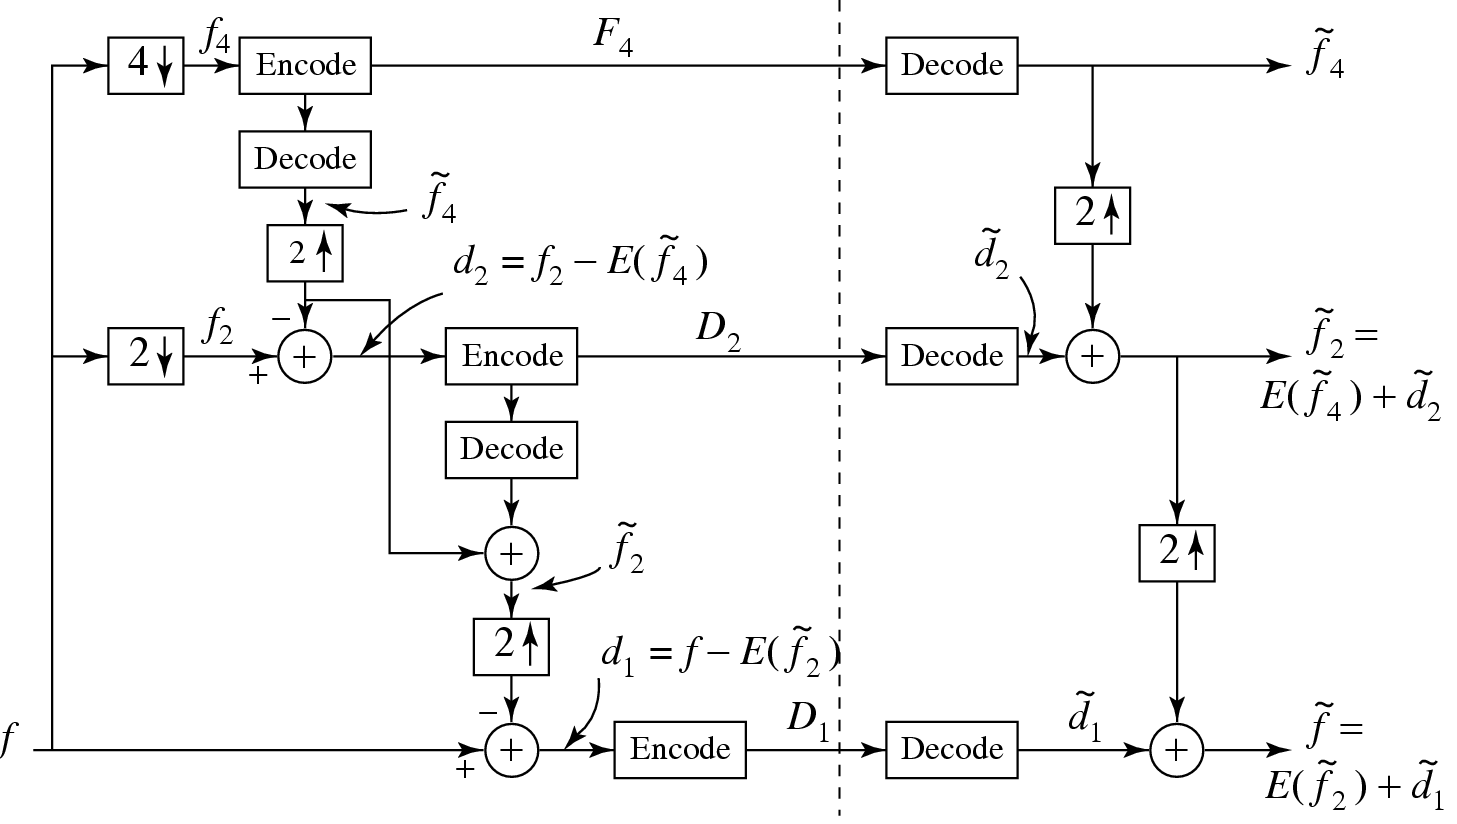 4↓ f₄ Encode F₄ Decode f̃₄
Decode
f̃₄
2↑
2↑
d₂ = f₂ − E(f̃₄)
d̃₂
−
2↓ f₂ + + Encode D₂ Decode + f̃₂ =
E(f̃₄) + d̃₂
Decode
+
f̃₂
2↑
2↑
d₁ = f − E(f̃₂)
−
f + + Encode D₁ Decode d̃₁ + f̃ =
E(f̃₂) + d̃₁